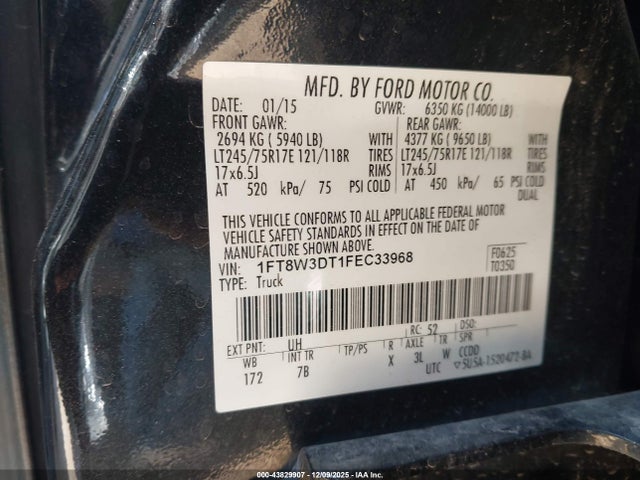 MFD. BY FORD MOTOR CO.
DATE: 01/15 GVWR: 6350 KG (14000 LB)
FRONT GAWR: REAR GAWR:
2694 KG ( 5940 LB) WITH 4377 KG ( 9650 LB) WITH
LT245/75R17E 121/118R TIRES LT245/75R17E 121/118R TIRES
17x6.5J RIMS 17x6.5J RIMS
AT 520 kPa/ 75 PSI COLD AT 450 kPa/ 65 PSI COLD
DUAL
THIS VEHICLE CONFORMS TO ALL APPLICABLE FEDERAL MOTOR
VEHICLE SAFETY STANDARDS IN EFFECT ON THE DATE OF
MANUFACTURE SHOWN ABOVE.
VIN: 1FT8W3DT1FEC33968 F0625
TYPE: Truck T0350
EXT PNT: UH RC: 52 DSO:
WB INT TR TP/PS R AXLE TR SPR
172 7B X 3L W CCDD
UTC ▽5U5A-1520472-BA
000-43829907 - 12/09/2025 - IAA Inc.